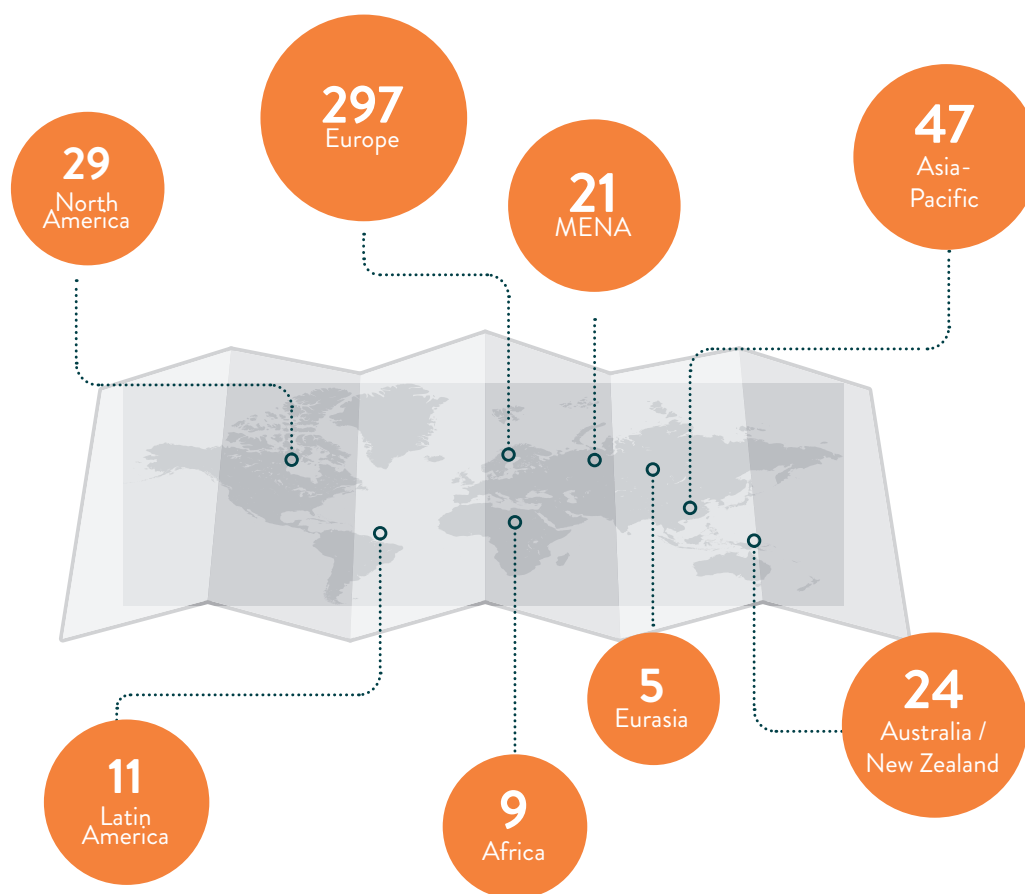 297
Europe
47
Asia-
Pacific
29
North
America
21
MENA
5
Eurasia
24
Australia /
New Zealand
11
Latin
America
9
Africa